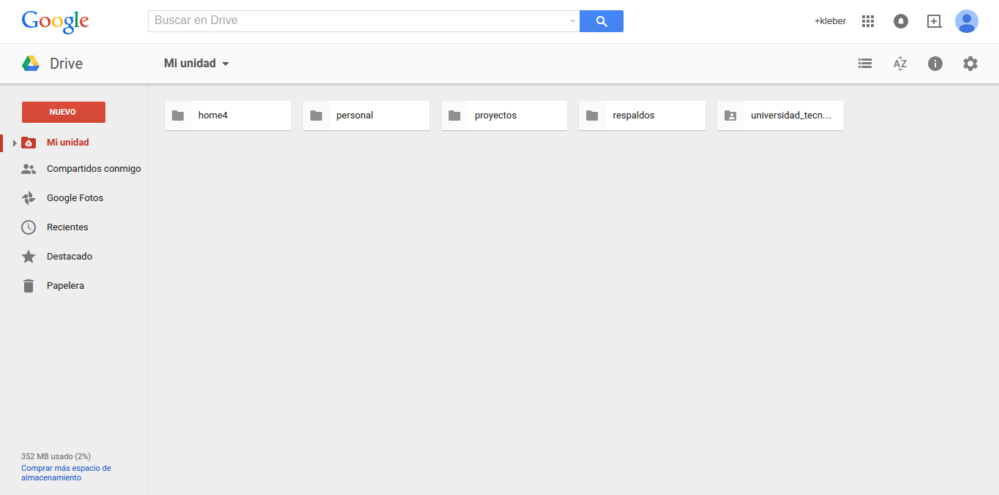 Google
Buscar en Drive
+kleber
Drive
Mi unidad
AZ
NUEVO
home4
personal
proyectos
respaldos
universidad_tecn...
Mi unidad
Compartidos conmigo
Google Fotos
Recientes
Destacado
Papelera
352 MB usado (2%)
Comprar más espacio de
almacenamiento